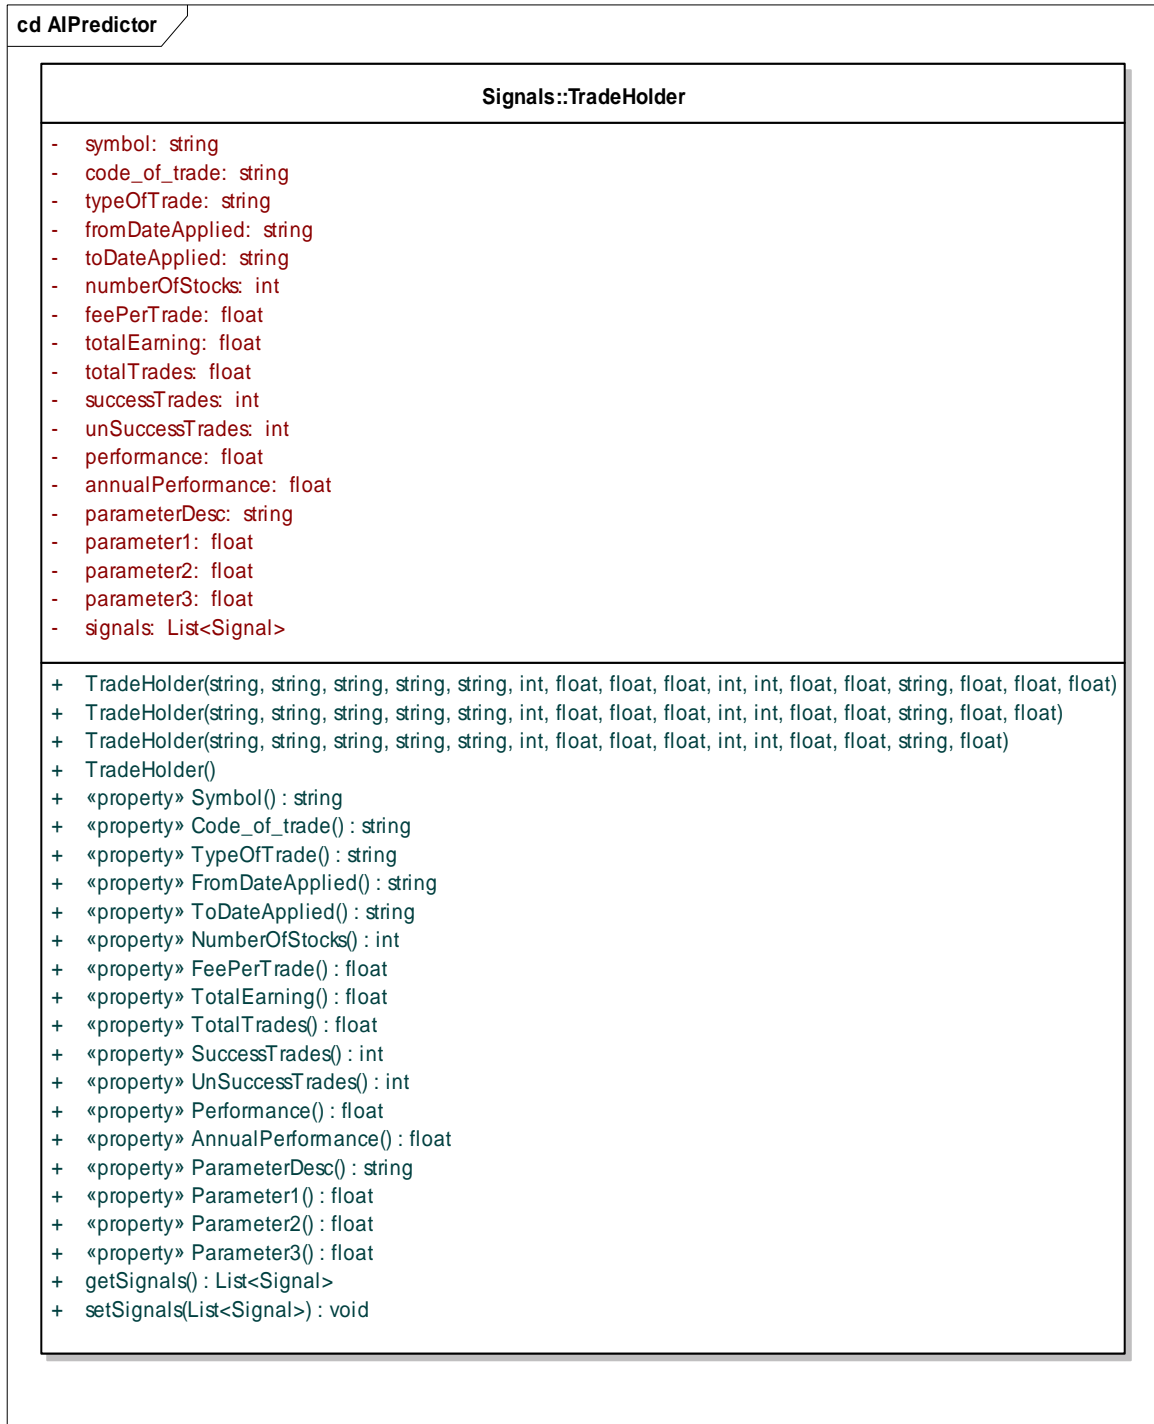 cd AIPredictor
Signals::TradeHolder
- symbol: string
- code_of_trade: string
- typeOfTrade: string
- fromDateApplied: string
- toDateApplied: string
- numberOfStocks: int
- feePerTrade: float
- totalEarning: float
- totalTrades: float
- successTrades: int
- unSuccessTrades: int
- performance: float
- annualPerformance: float
- parameterDesc: string
- parameter1: float
- parameter2: float
- parameter3: float
- signals: List<Signal>
+ TradeHolder(string, string, string, string, string, int, float, float, float, int, int, float, float, string, float, float, float)
+ TradeHolder(string, string, string, string, string, int, float, float, float, int, int, float, float, string, float, float)
+ TradeHolder(string, string, string, string, string, int, float, float, float, int, int, float, float, string, float)
+ TradeHolder()
+ «property» Symbol() : string
+ «property» Code_of_trade() : string
+ «property» TypeOfTrade() : string
+ «property» FromDateApplied() : string
+ «property» ToDateApplied() : string
+ «property» NumberOfStocks() : int
+ «property» FeePerTrade() : float
+ «property» TotalEarning() : float
+ «property» TotalTrades() : float
+ «property» SuccessTrades() : int
+ «property» UnSuccessTrades() : int
+ «property» Performance() : float
+ «property» AnnualPerformance() : float
+ «property» ParameterDesc() : string
+ «property» Parameter1() : float
+ «property» Parameter2() : float
+ «property» Parameter3() : float
+ getSignals() : List<Signal>
+ setSignals(List<Signal>) : void